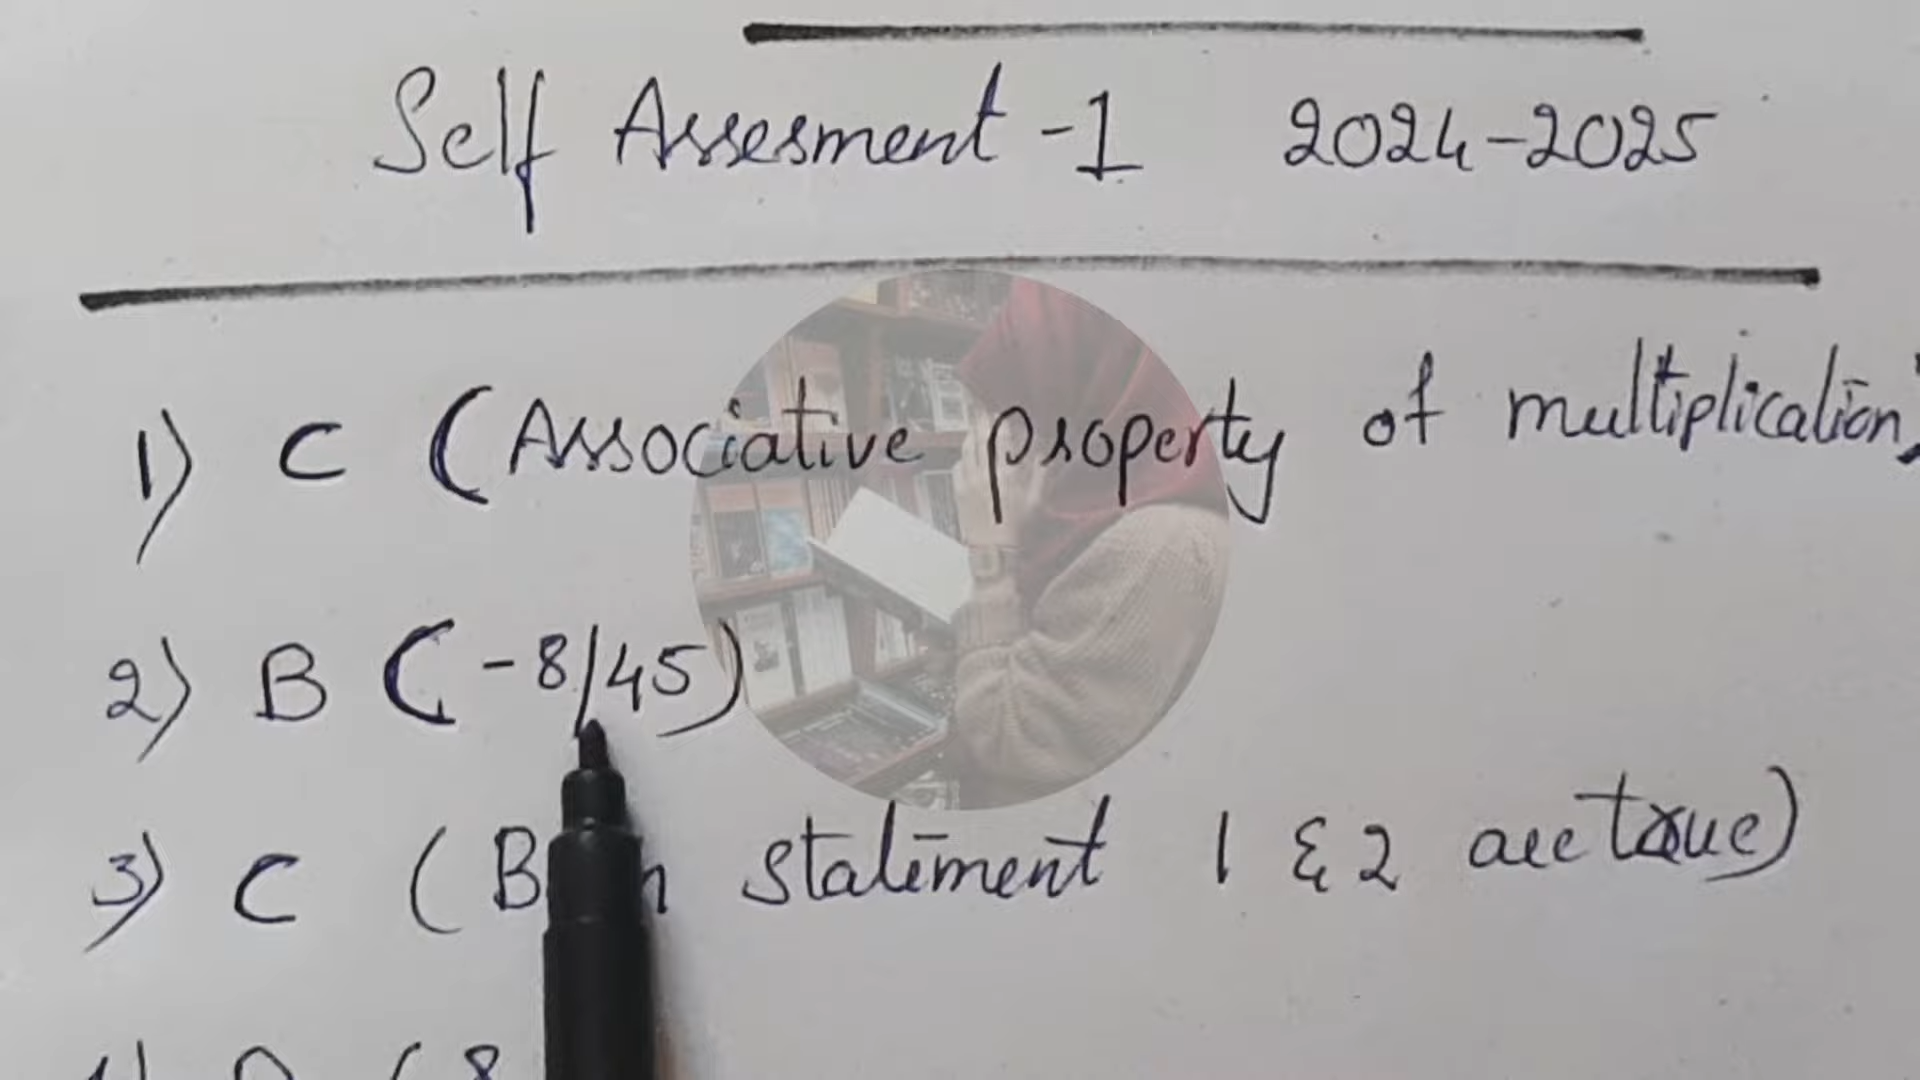 Self Assesment -1 2024-2025
1) C (Associative property of multiplication)
2) B (-8/45)
3) C ( statement 1 & 2 are true)